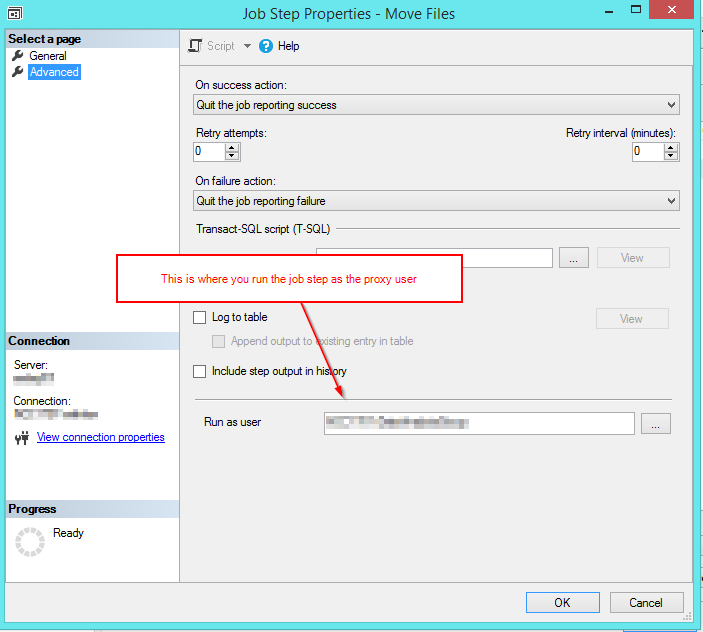 Job Step Properties - Move Files
Select a page
General
Advanced
Script
Help
On success action:
Quit the job reporting success
Retry attempts:
Retry interval (minutes):
0
0
On failure action:
Quit the job reporting failure
Transact-SQL script (T-SQL)
...
View
This is where you run the job step as the proxy user
Log to table
View
Append output to existing entry in table
Include step output in history
Run as user
...
Connection
Server:
Connection:
View connection properties
Progress
Ready
OK
Cancel